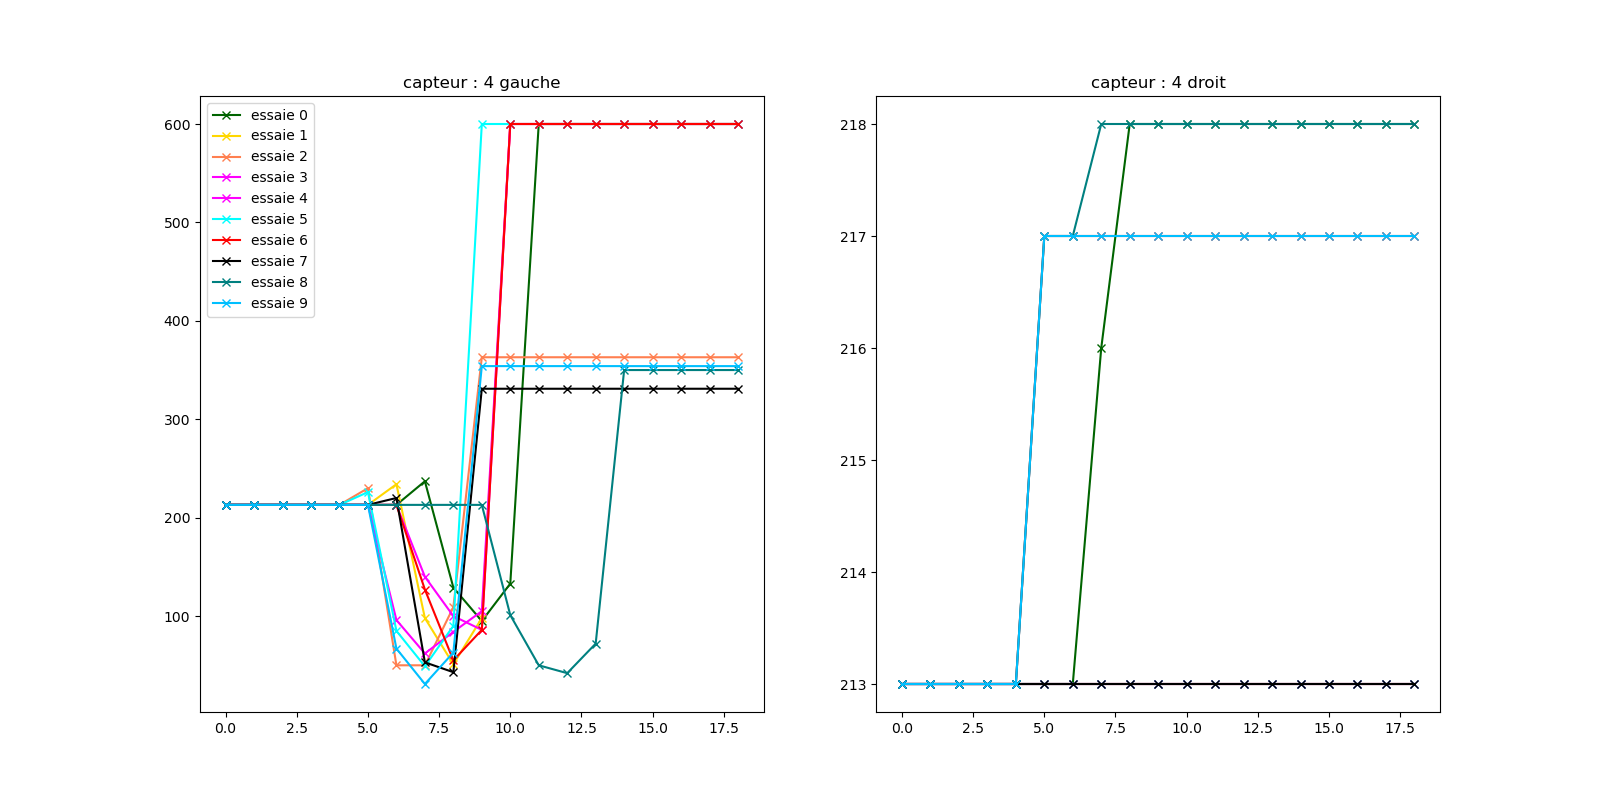 capteur : 4 gauche
600
500
400
300
200
100
0.0 2.5 5.0 7.5 10.0 12.5 15.0 17.5
essaie 0
essaie 1
essaie 2
essaie 3
essaie 4
essaie 5
essaie 6
essaie 7
essaie 8
essaie 9
capteur : 4 droit
218
217
216
215
214
213
0.0 2.5 5.0 7.5 10.0 12.5 15.0 17.5